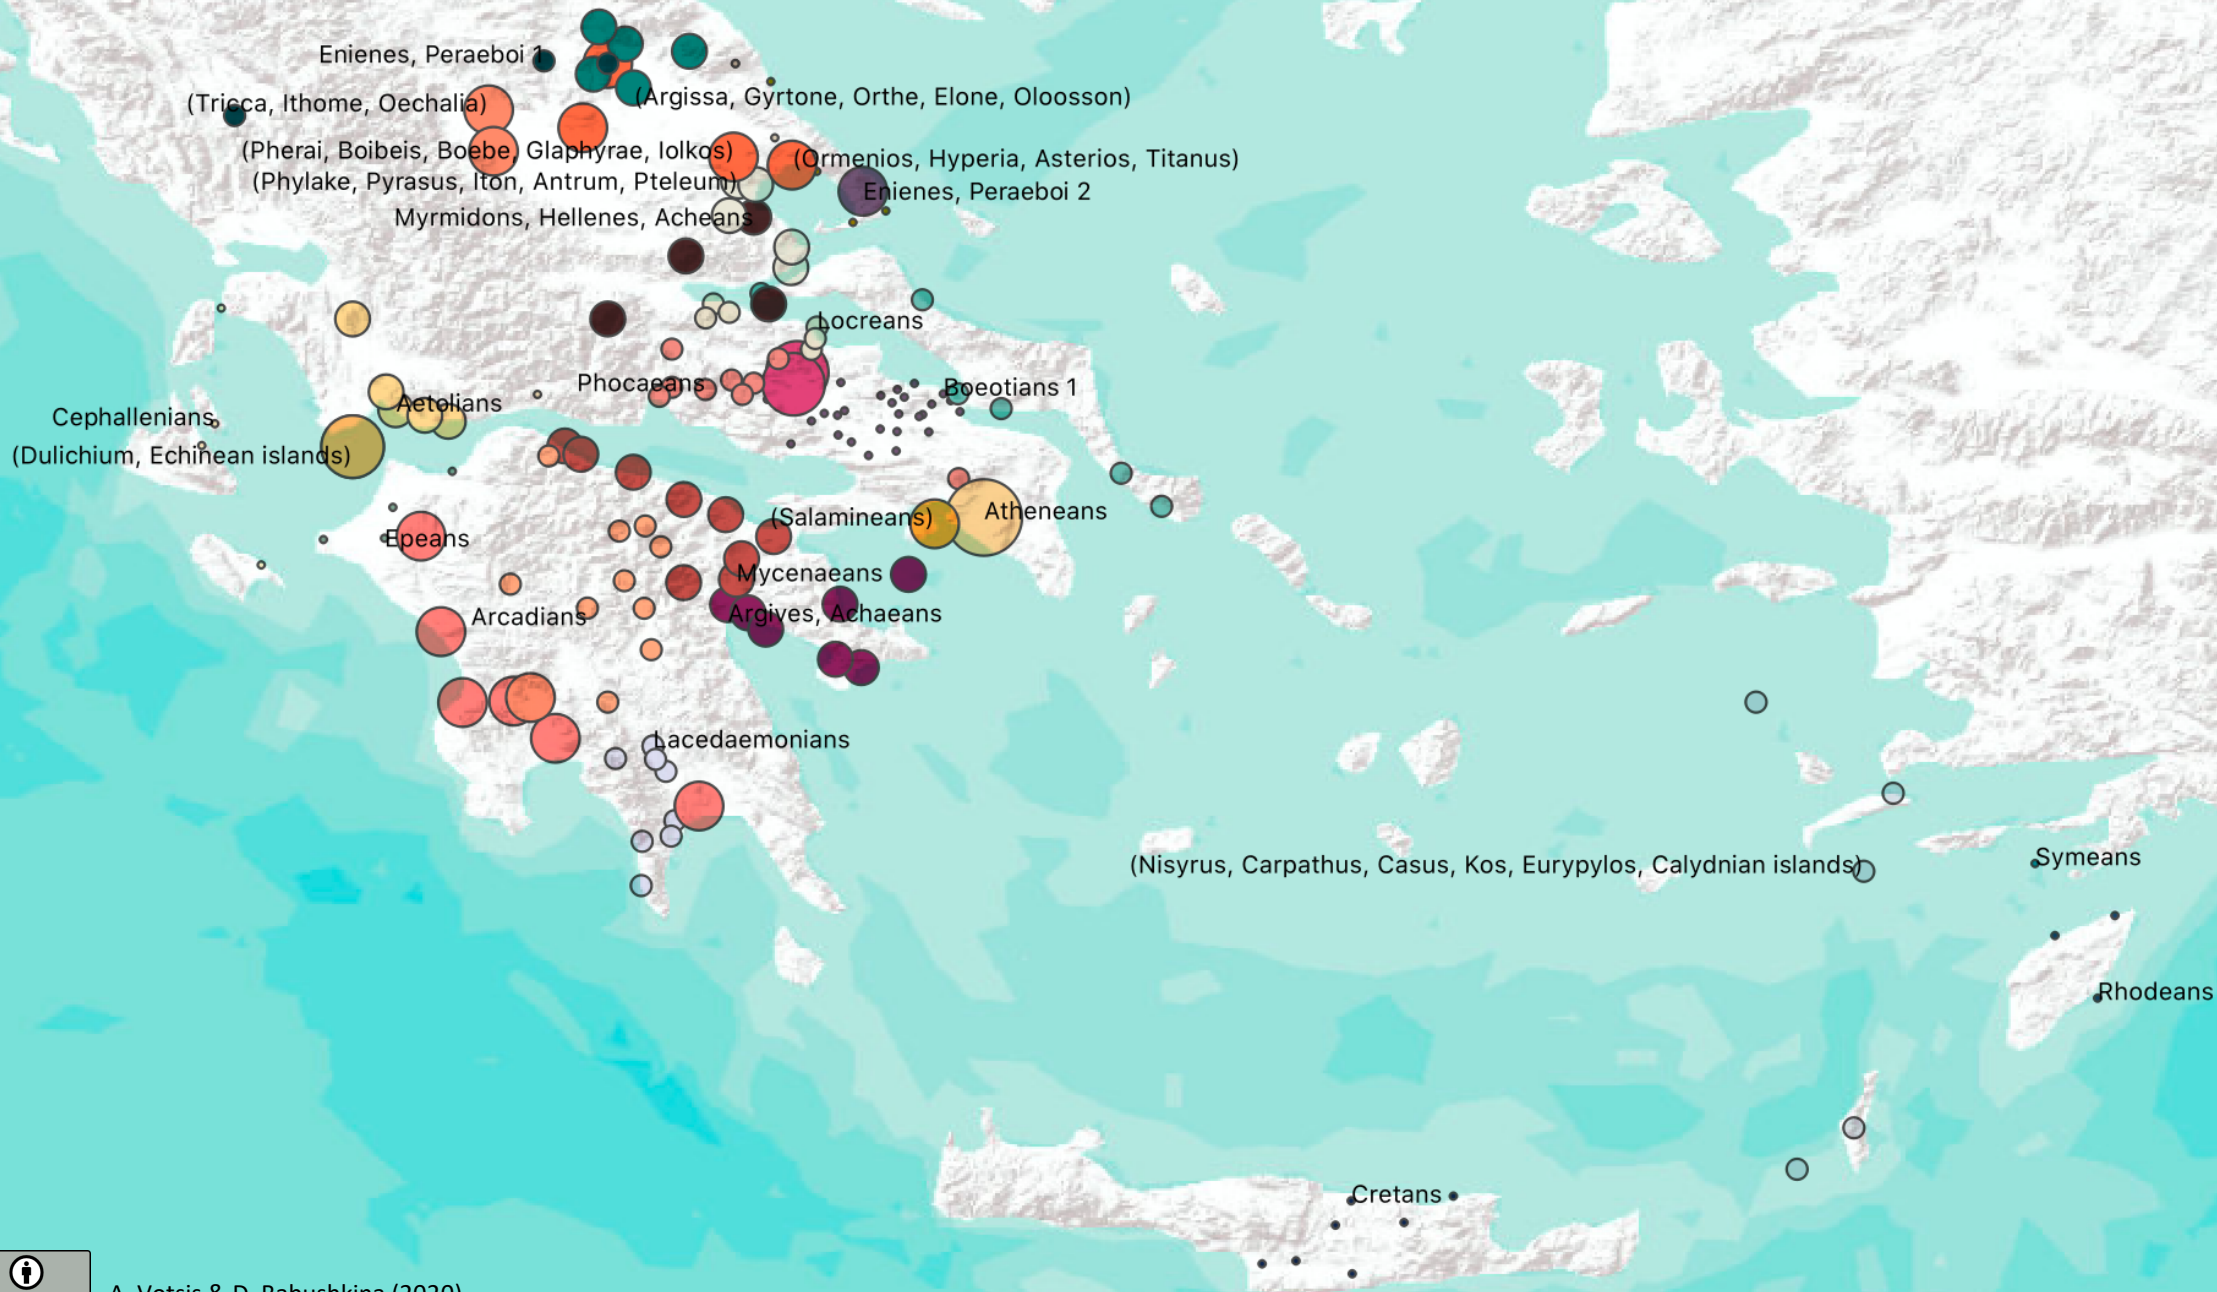 Enienes, Peraeboi 1
(Tricca, Ithome, Oechalia)
(Argissa, Gyrtone, Orthe, Elone, Oloosson)
(Pherai, Boibeis, Boebe, Glaphyrae, Iolkos)
(Ormenios, Hyperia, Asterios, Titanus)
(Phylake, Pyrasus, Iton, Antrum, Pteleum)
Enienes, Peraeboi 2
Myrmidons, Hellenes, Acheans
Locreans
Phocaeans
Boeotians 1
Aetolians
Cephallenians
(Dulichium, Echinean islands)
Atheneans
(Salamineans)
Epeans
Mycenaeans
Argives, Achaeans
Arcadians
Lacedaemonians
(Nisyrus, Carpathus, Casus, Kos, Eurypylos, Calydnian islands)
Symeans
Rhodeans
Cretans
A. Votsis & D. Babushkina (2020)